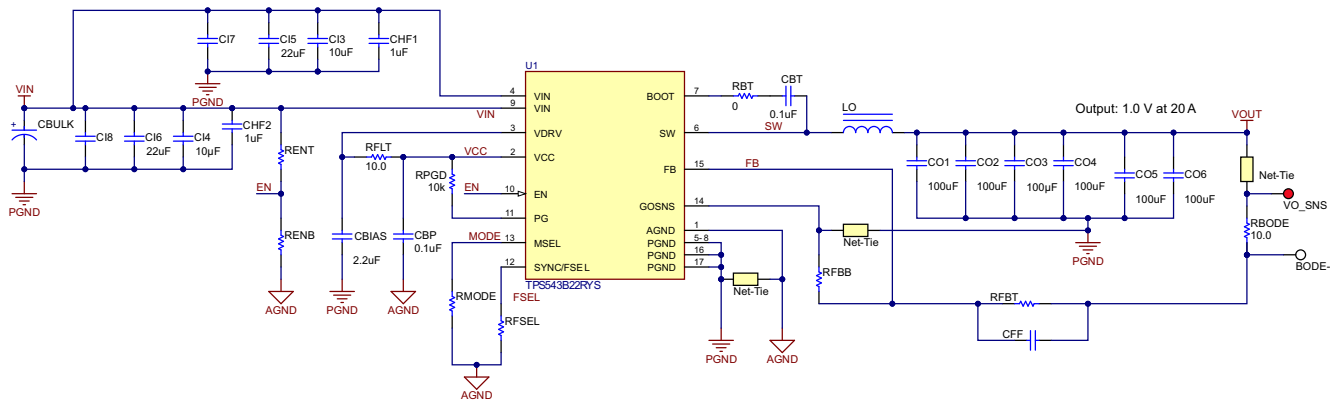 CI7
CI5
22uF
CI3
10uF
CHF1
1uF
PGND
VIN
CBULK
+
CI8
CI6
22uF
CI4
10µF
CHF2
1uF
PGND
RENT
EN
RENB
AGND
VIN
RFLT
10.0
VCC
RPGD
10k
EN
CBIAS
2.2uF
PGND
CBP
0.1uF
AGND
MODE
RMODE
FSEL
RFSEL
AGND
U1
4 VIN
9 VIN
3 VDRV
2 VCC
10 EN
11 PG
13 MSEL
12 SYNC/FSEL
BOOT 7
SW 6
FB 15
GOSNS 14
AGND 1
PGND 5-8
PGND 16
PGND 17
TPS543B22RYS
RBT
0
CBT
0.1uF
SW
LO
FB
Net-Tie
PGND
AGND
Output: 1.0 V at 20 A
VOUT
CO1
100uF
CO2
100uF
CO3
100µF
CO4
100uF
CO5
100uF
CO6
100uF
Net-Tie
PGND
RFBB
Net-Tie
VO_SNS
RBODE
10.0
BODE-
RFBT
CFF